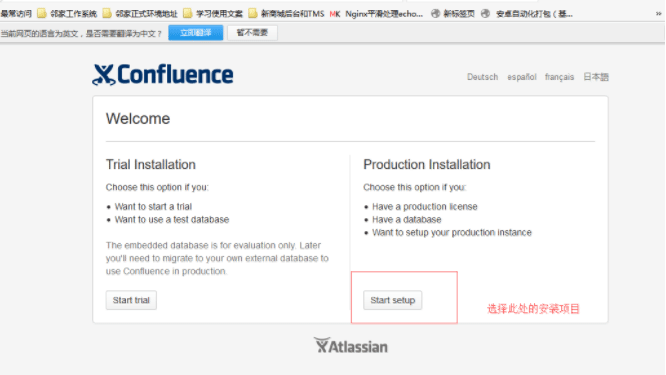 最常访问 邻家工作系统 邻家正式环境地址 学习使用文案 新商城后台和TMS MK Nginx平滑处理echo... 新标签页 安卓自动化打包（基... »
当前网页的语言为英文，是否需要翻译为中文？ 立即翻译 暂不需要
Confluence
Deutsch español français 日本語
Welcome
Trial Installation
Choose this option if you:
• Want to start a trial
• Want to use a test database
The embedded database is for evaluation only. Later
you'll need to migrate to your own external database to
use Confluence in production.
Start trial
Production Installation
Choose this option if you:
• Have a production license
• Have a database
• Want to setup your production instance
Start setup
选择此处的安装项目
Atlassian